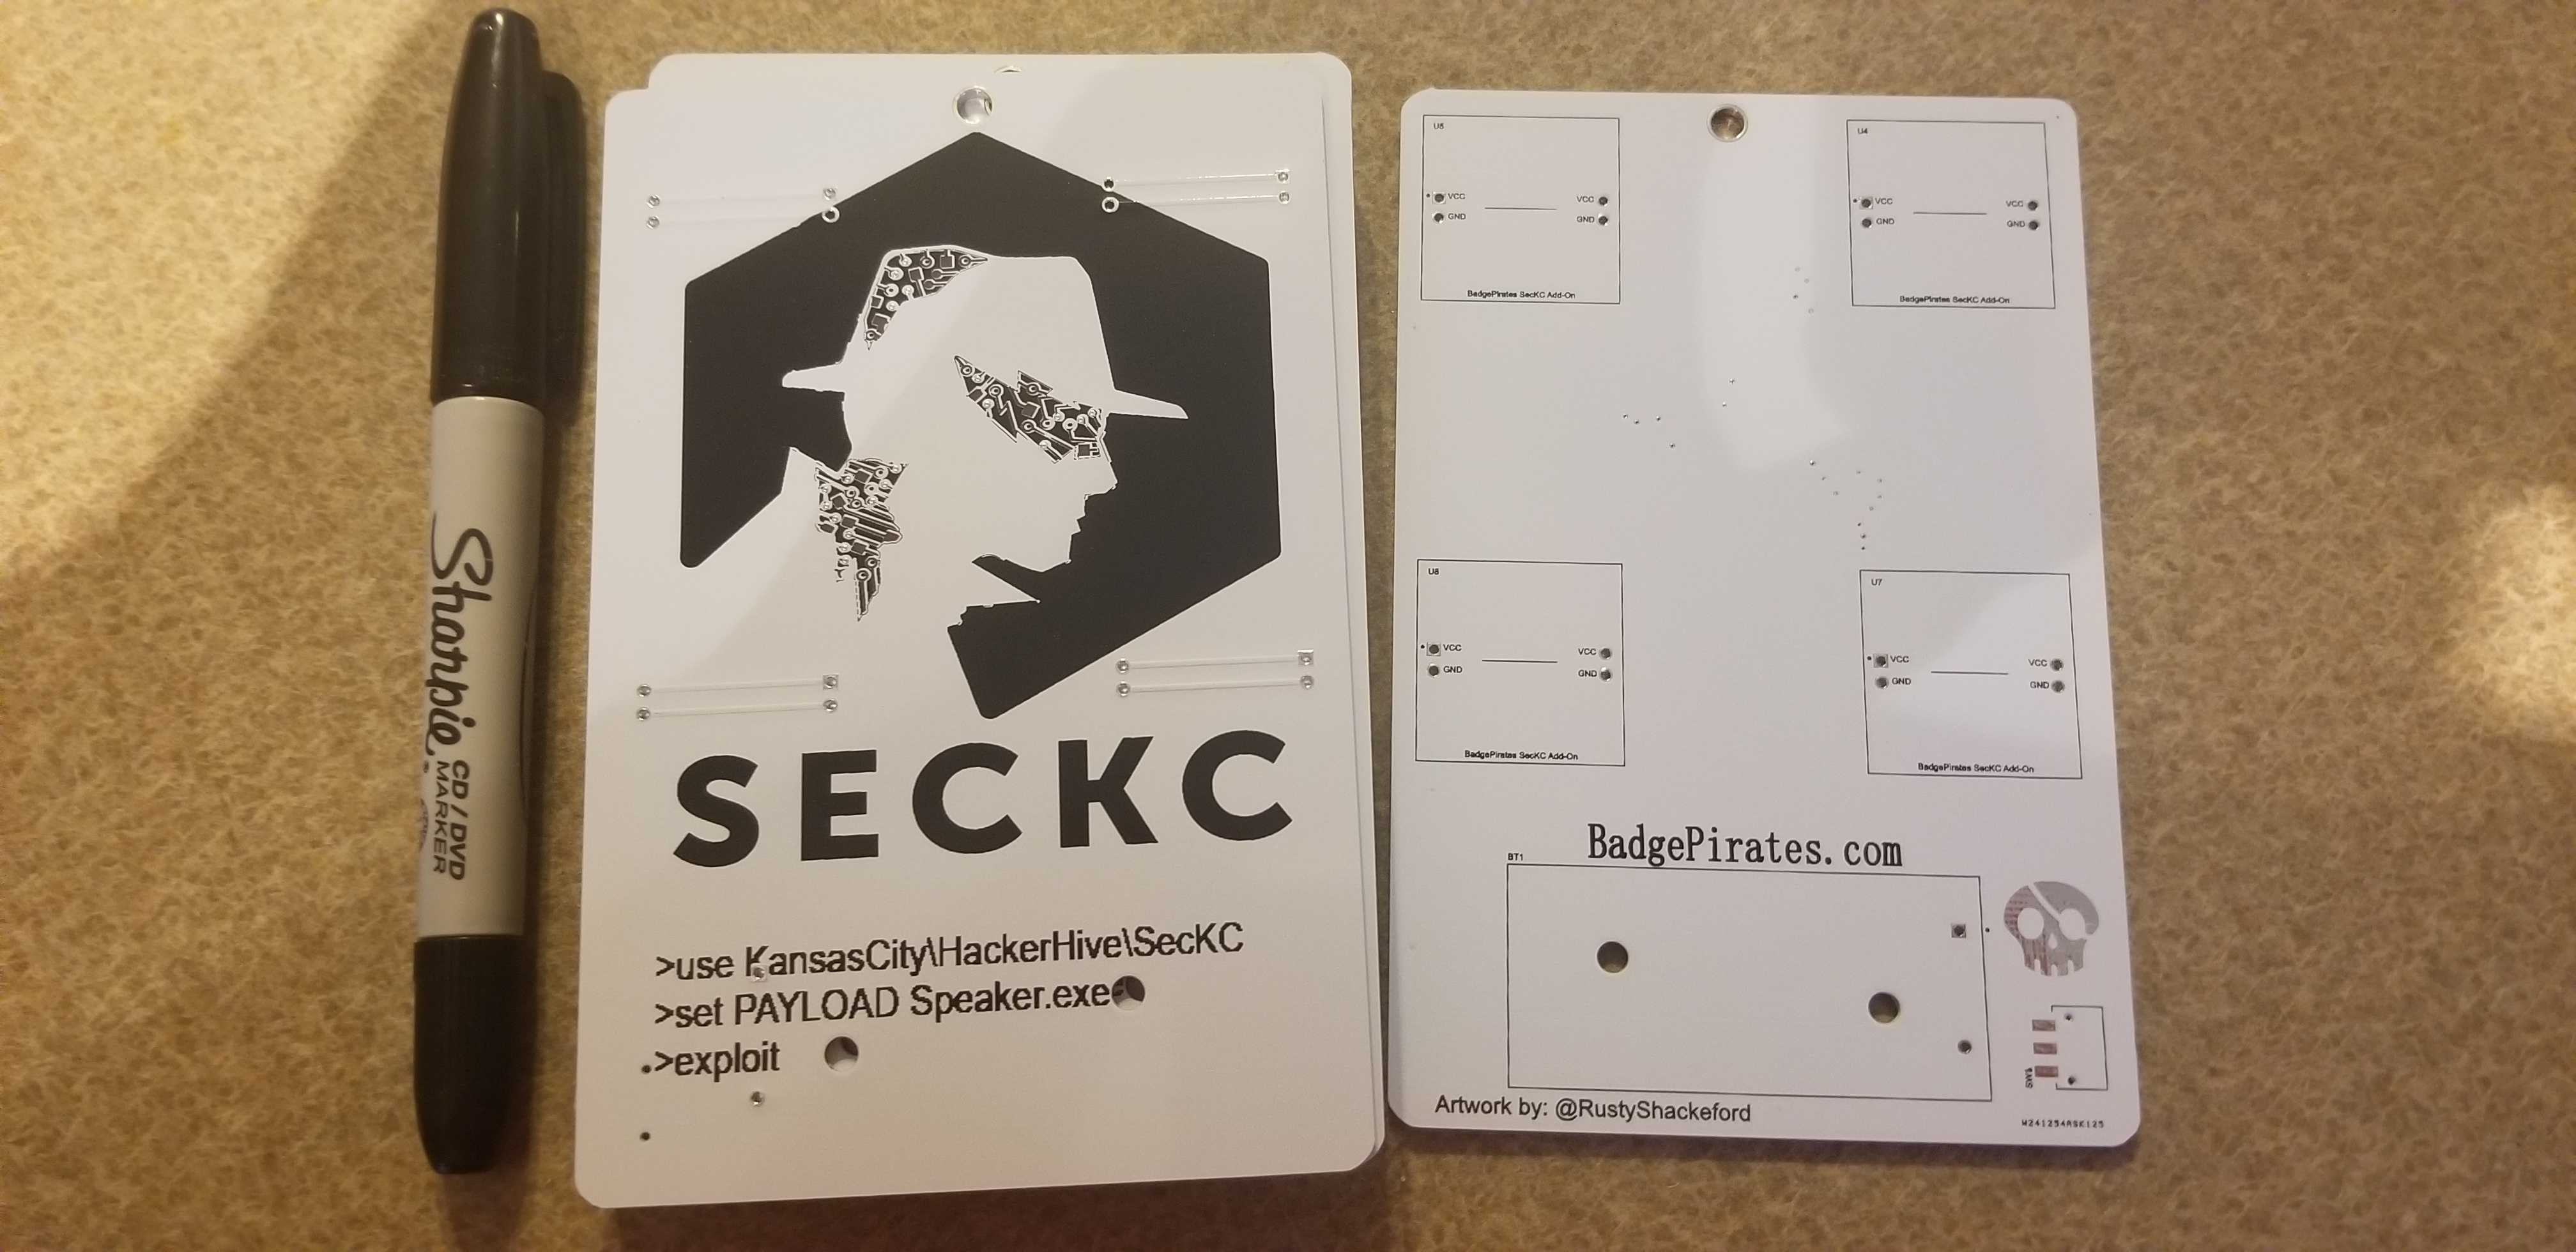 Sharpie.
CD/DVD
MARKER
SECKC
>use KansasCity\HackerHive\SecKC
>set PAYLOAD Speaker.exe
>exploit
U5
VCC
GND
VCC
GND
BadgePirates SecKC Add-On
U4
VCC
GND
VCC
GND
BadgePirates SecKC Add-On
U6
VCC
GND
VCC
GND
BadgePirates SecKC Add-On
U7
VCC
GND
VCC
GND
BadgePirates SecKC Add-On
BadgePirates.com
BT1
SW1
Artwork by: @RustyShackeford
W241254ASK125